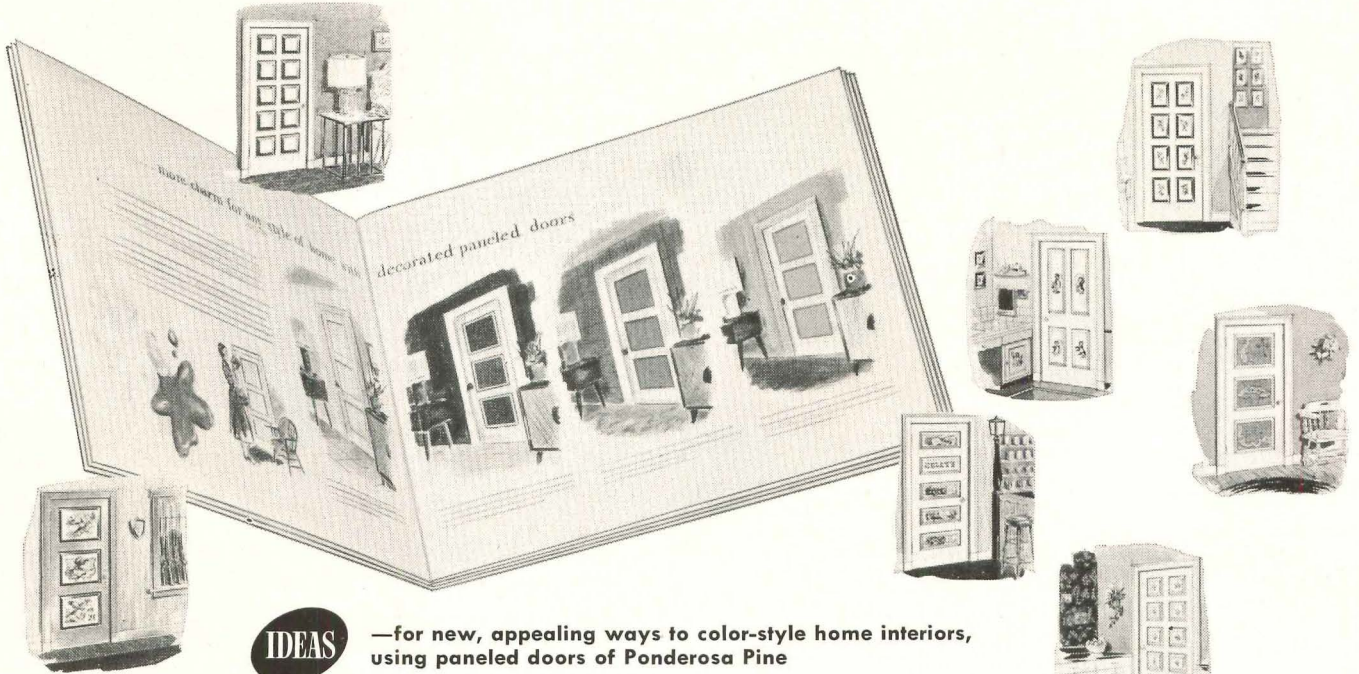 more charm for any style of home with
decorated paneled doors
IDEAS
—for new, appealing ways to color-style home interiors,
using paneled doors of Ponderosa Pine